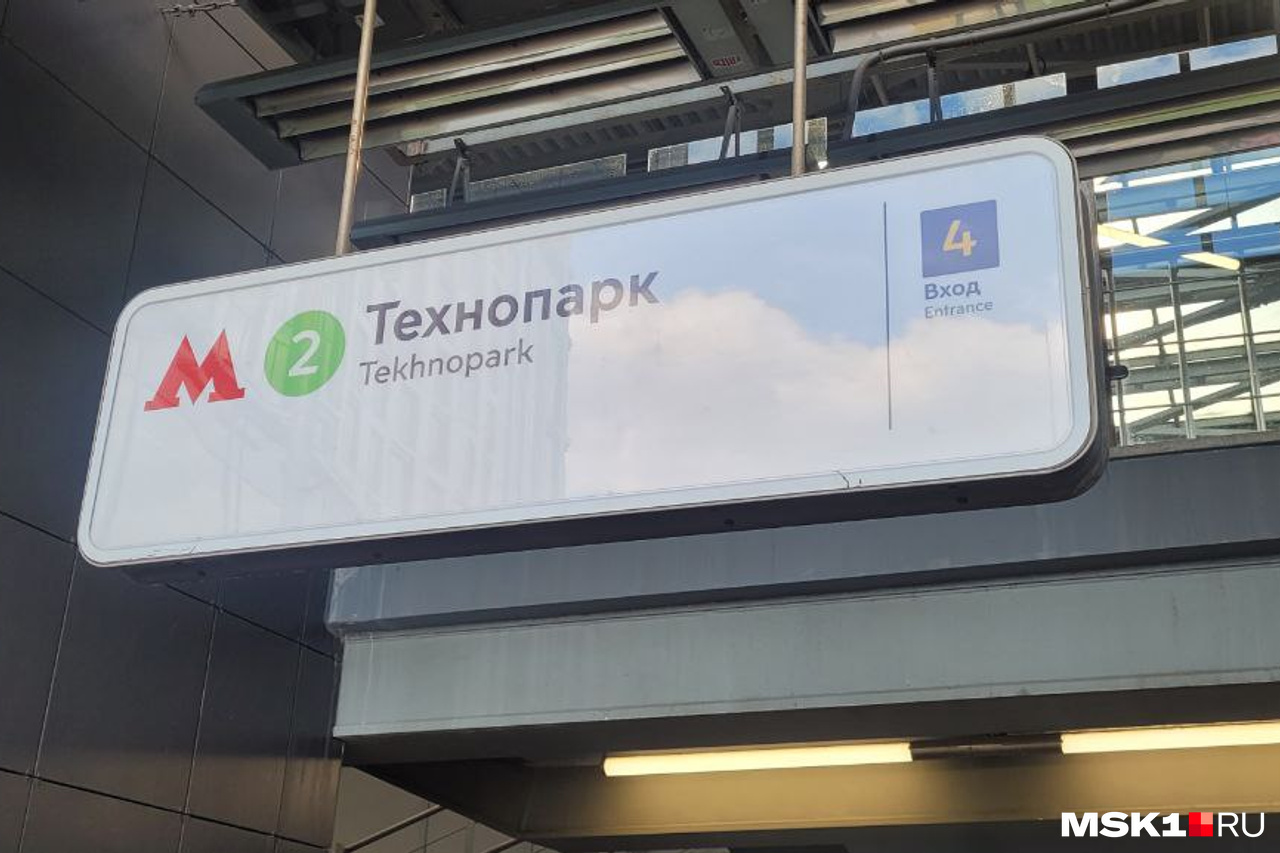 М 2 Технопарк
Tekhnopark
4
Вход
Entrance
MSK1.RU